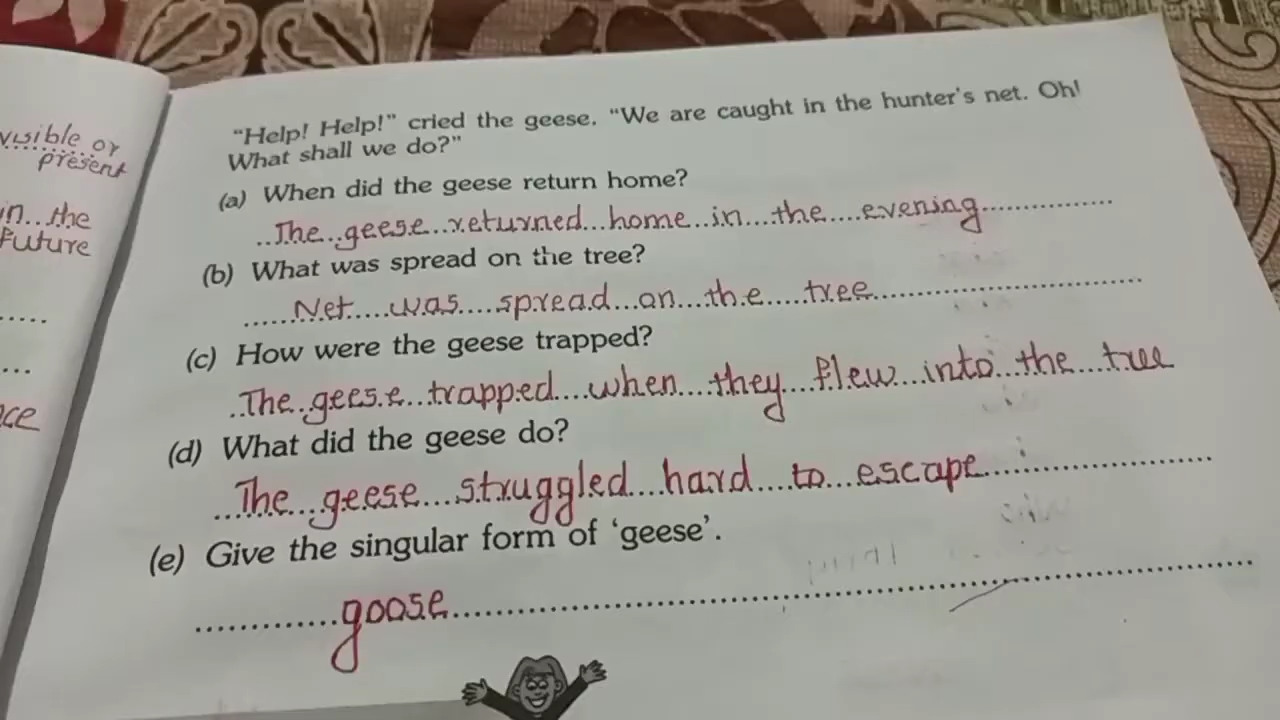 visible or
present
in the
future
"Help! Help!" cried the geese. "We are caught in the hunter's net. Oh!
What shall we do?"
(a) When did the geese return home?
The geese returned home in the evening
(b) What was spread on the tree?
Net was spread on the tree
(c) How were the geese trapped?
The geese trapped when they flew into the tree
(d) What did the geese do?
The geese struggled hard to escape
(e) Give the singular form of 'geese'.
goose